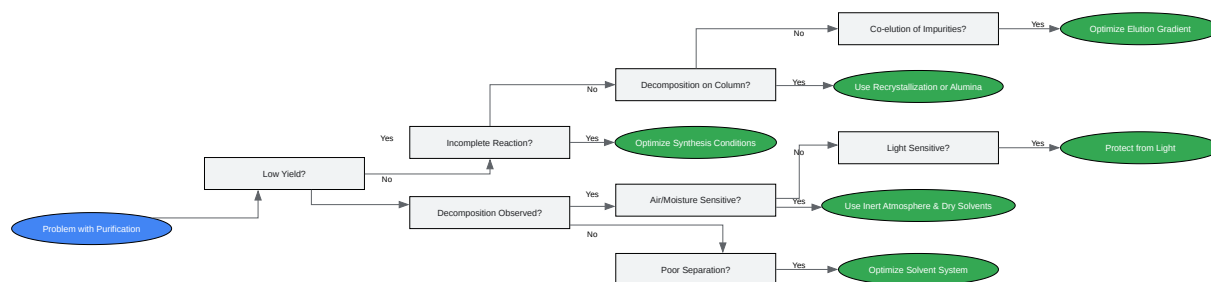 Co-elution of Impurities?
Yes
Optimize Elution Gradient
No
Decomposition on Column?
Yes
Use Recrystallization or Alumina
No
Yes
Incomplete Reaction?
Yes
Optimize Synthesis Conditions
Light Sensitive?
Yes
Protect from Light
No
Low Yield?
No
Decomposition Observed?
Yes
Air/Moisture Sensitive?
Yes
Use Inert Atmosphere & Dry Solvents
Problem with Purification
No
Poor Separation?
Yes
Optimize Solvent System